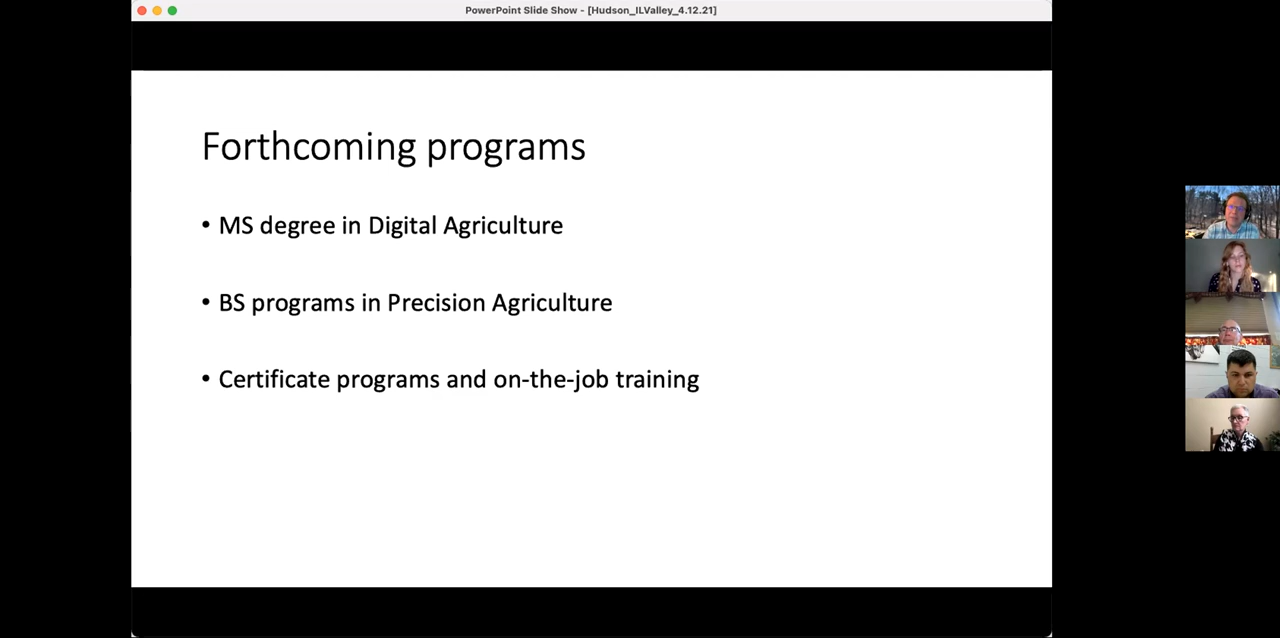 PowerPoint Slide Show - [Hudson_ILValley_4.12.21]
Forthcoming programs
• MS degree in Digital Agriculture
• BS programs in Precision Agriculture
• Certificate programs and on-the-job training